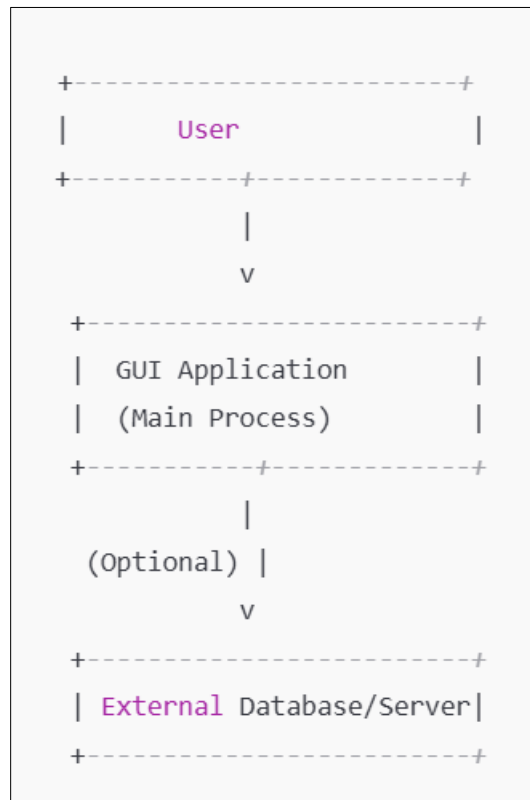 +--------------------------+
|       User               |
+-----------+--------------+
            |
            v
+--------------------------+
|  GUI Application         |
|  (Main Process)          |
+------------+-------------+
            |
(Optional) |
            v
+--------------------------+
| External Database/Server|
+--------------------------+